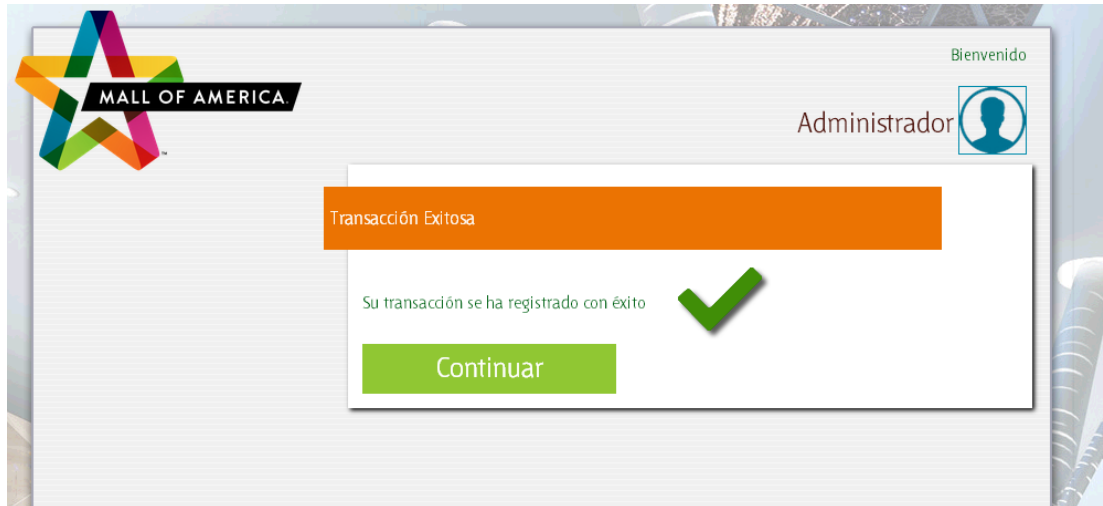 MALL OF AMERICA.
Bienvenido
Administrador
Transacción Exitosa
Su transacción se ha registrado con éxito
Continuar